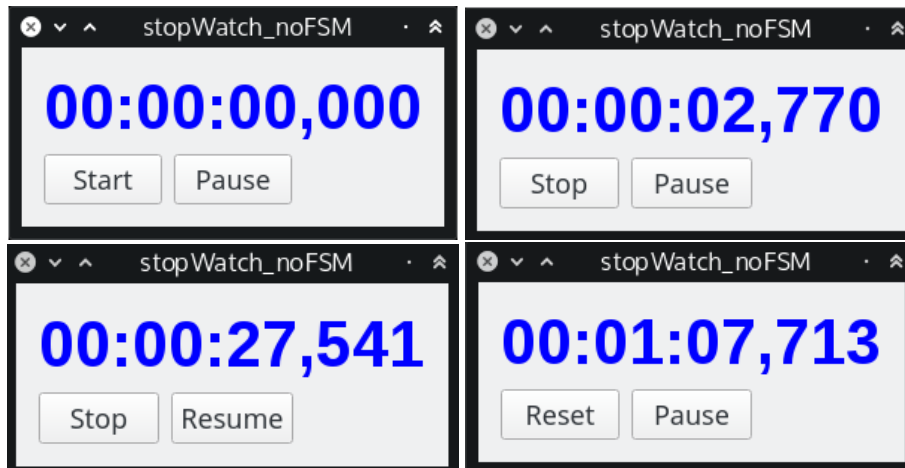 stopWatch_noFSM
00:00:00,000
Start Pause
stopWatch_noFSM
00:00:02,770
Stop Pause
stopWatch_noFSM
00:00:27,541
Stop Resume
stopWatch_noFSM
00:01:07,713
Reset Pause